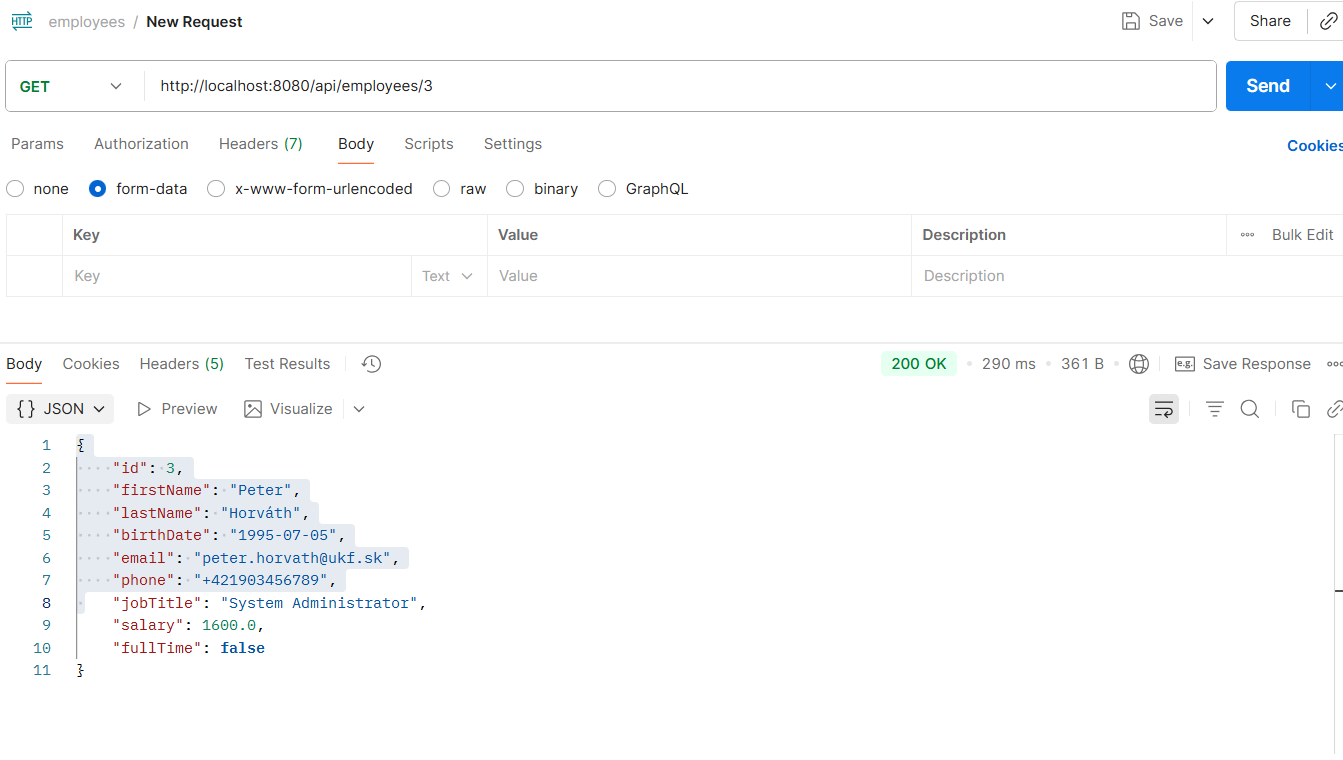 HTTP employees / New Request Save Share
GET http://localhost:8080/api/employees/3 Send
Params Authorization Headers (7) Body Scripts Settings Cookies
none form-data x-www-form-urlencoded raw binary GraphQL
Key Value Description Bulk Edit
Key Text Value Description
Body Cookies Headers (5) Test Results 200 OK 290 ms 361 B e.g. Save Response
{} JSON Preview Visualize
1 {
2 "id": 3,
3 "firstName": "Peter",
4 "lastName": "Horváth",
5 "birthDate": "1995-07-05",
6 "email": "peter.horvath@ukf.sk",
7 "phone": "+421903456789",
8 "jobTitle": "System Administrator",
9 "salary": 1600.0,
10 "fullTime": false
11 }